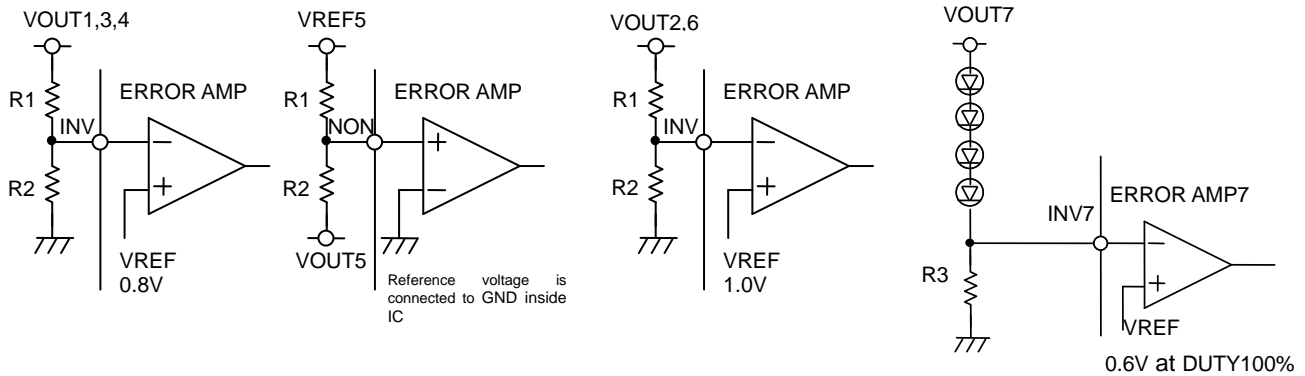 VOUT1,3,4
R1
INV
ERROR AMP
R2
VREF
0.8V
VREF5
R1
NON
ERROR AMP
R2
VOUT5
Reference voltage is
connected to GND inside
IC
VOUT2,6
R1
INV
ERROR AMP
R2
VREF
1.0V
VOUT7
ERROR AMP7
INV7
R3
VREF
0.6V at DUTY100%